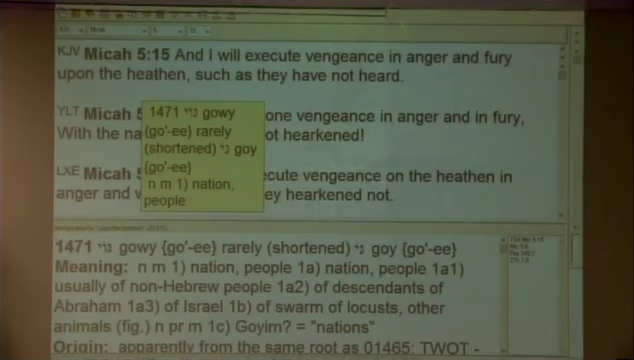 KJV Micah 5:15 And I will execute vengeance in anger and fury
upon the heathen, such as they have not heard.
YLT Micah 5 one vengeance in anger and in fury,
With the na ot hearkened!
LXE Micah 5 cute vengeance on the heathen in
anger and ey hearkened not.
1471 גוי gowy
{go'-ee} rarely
(shortened) גי goy
{go'-ee}
n m 1) nation,
people
1471 גוי gowy {go'-ee} rarely (shortened) גי goy {go'-ee}
Meaning: n m 1) nation, people 1a) nation, people 1a1)
usually of non-Hebrew people 1a2) of descendants of
Abraham 1a3) of Israel 1b) of swarm of locusts, other
animals (fig.) n pr m 1c) Goyim? = "nations"
Origin: apparently from the same root as 01465; TWOT -